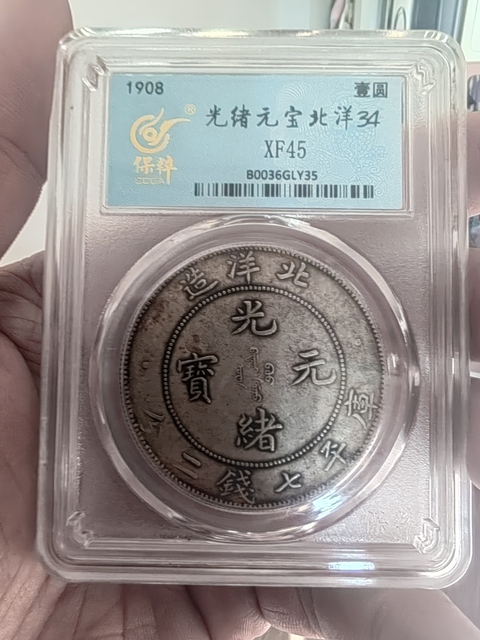 1908 壹圆
光绪元宝北洋34
®
保粹
CCCA
XF45
B0036GLY35
造洋北
光
寶 元
緒
庫平七錢二分